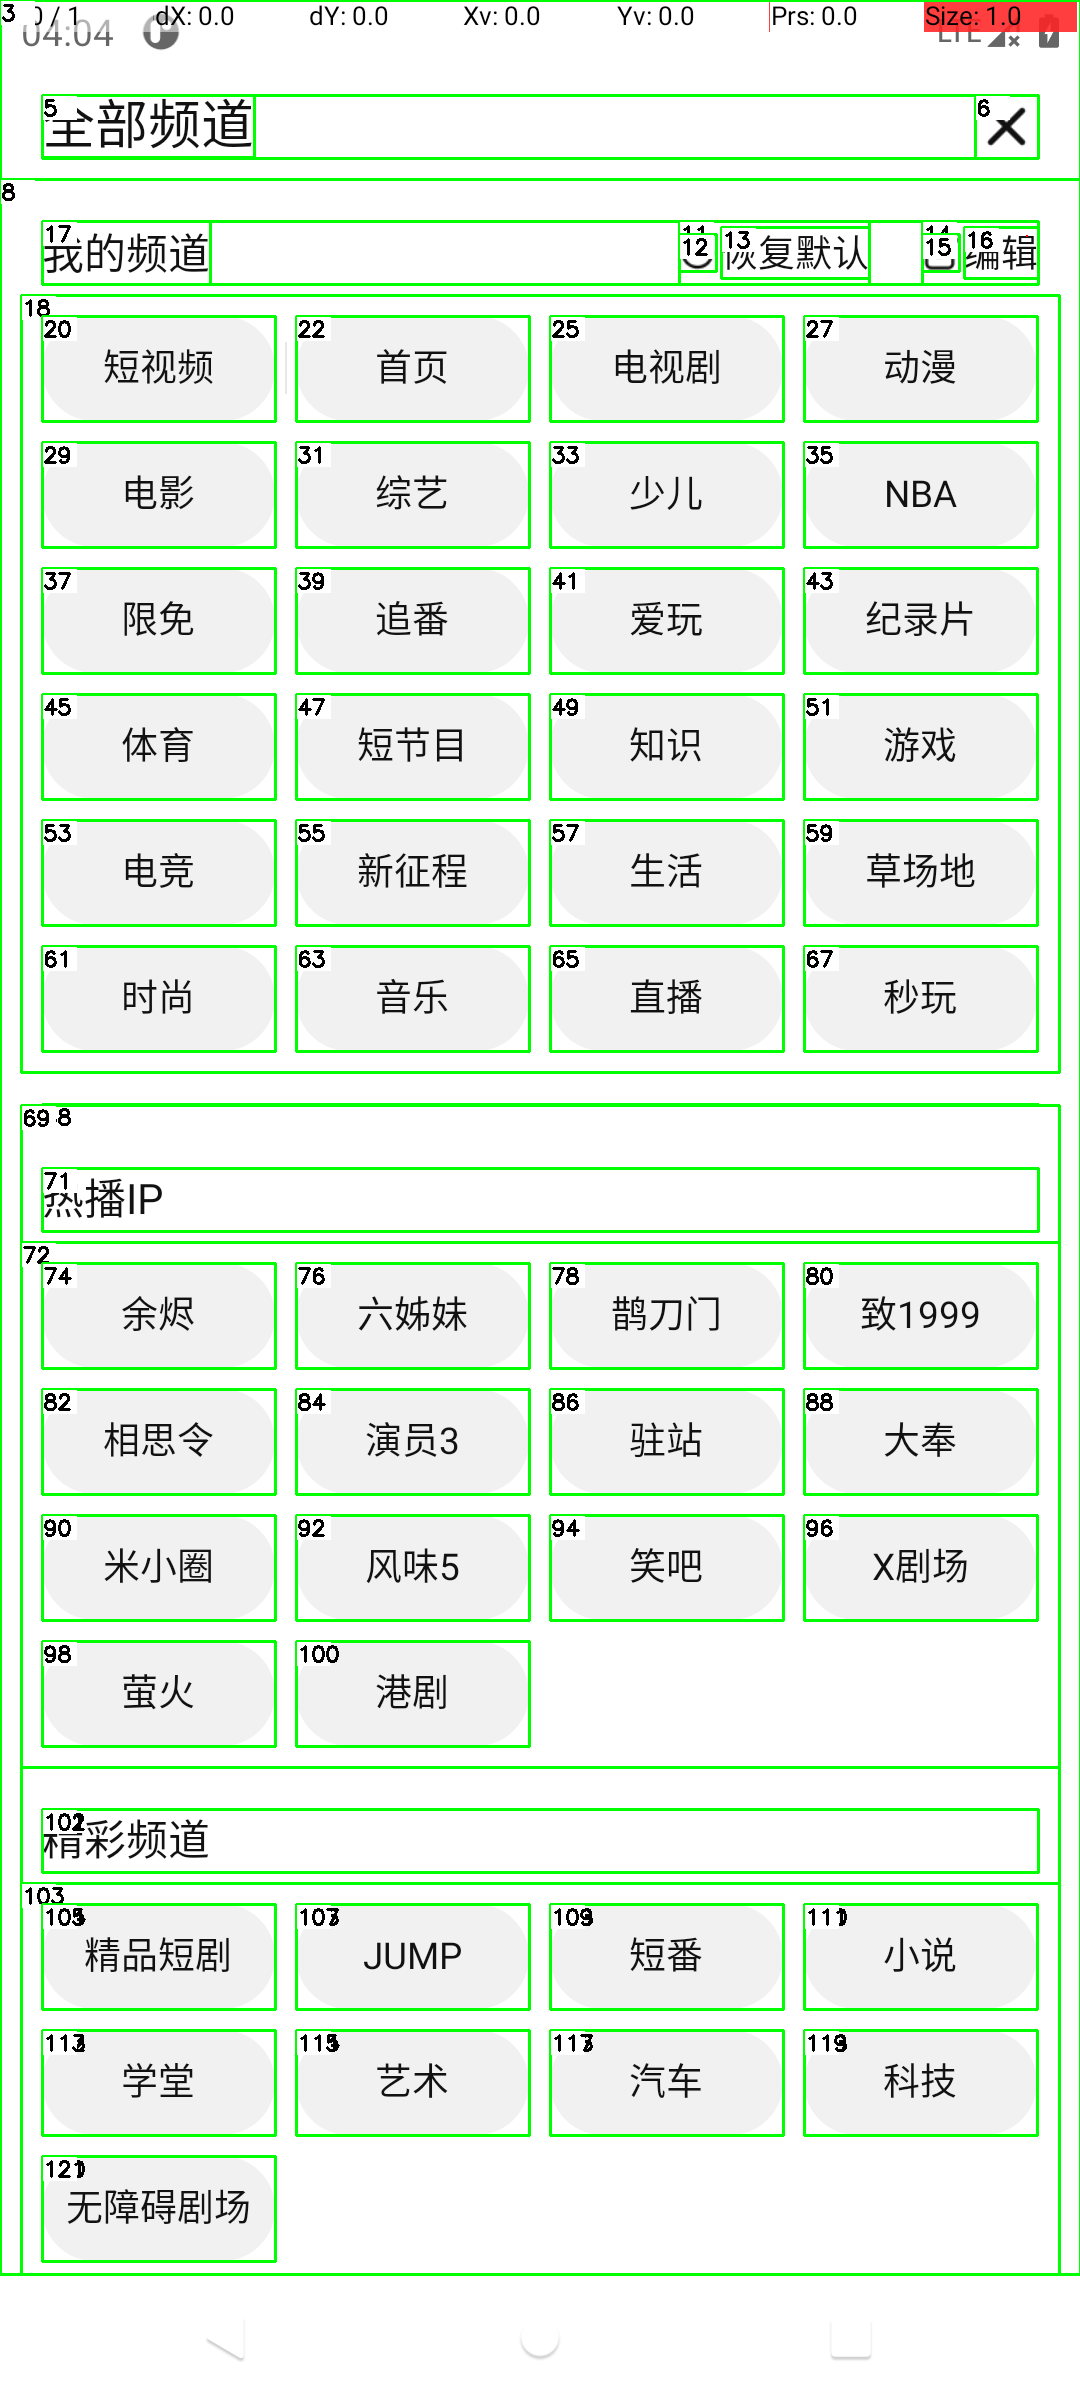 0 / 1 dX: 0.0 dY: 0.0 Xv: 0.0 Yv: 0.0 Prs: 0.0 Size: 1.0
04:04 LTE
3
5 全部频道 6
8
17 我的频道 11 12 13 恢复默认 14 15 16 编辑
18
20 短视频 22 首页 25 电视剧 27 动漫
29 电影 31 综艺 33 少儿 35 NBA
37 限免 39 追番 41 爱玩 43 纪录片
45 体育 47 短节目 49 知识 51 游戏
53 电竞 55 新征程 57 生活 59 草场地
61 时尚 63 音乐 65 直播 67 秒玩
69 8
71 热播IP
72
74 余烬 76 六姊妹 78 鹊刀门 80 致1999
82 相思令 84 演员3 86 驻站 88 大奉
90 米小圈 92 风味5 94 笑吧 96 X剧场
98 萤火 100 港剧
102 精彩频道
103
105 精品短剧 107 JUMP 109 短番 111 小说
113 学堂 115 艺术 117 汽车 119 科技
121 无障碍剧场